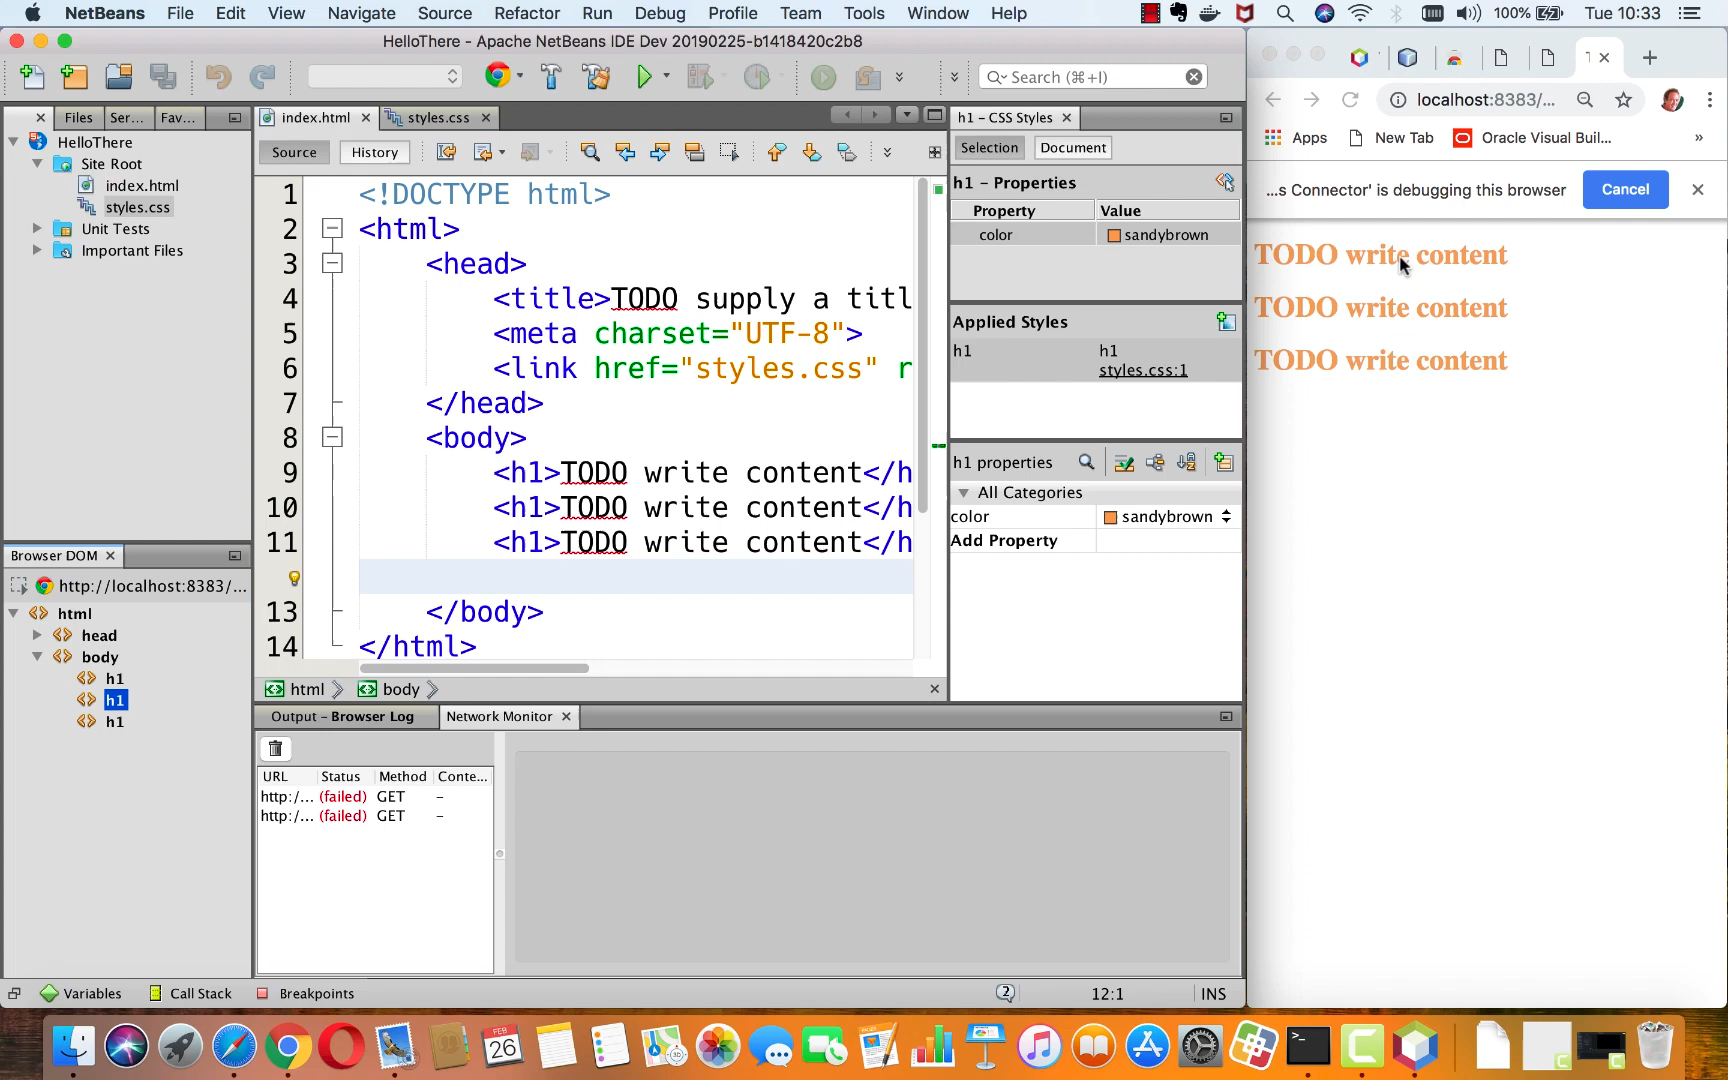 NetBeans File Edit View Navigate Source Refactor Run Debug Profile Team Tools Window Help 100% Tue 10:33
HelloThere - Apache NetBeans IDE Dev 20190225-b1418420c2b8
Search (⌘+I)
Files Ser... Fav...
HelloThere
Site Root
index.html
styles.css
Unit Tests
Important Files
index.html styles.css
Source History
1 <!DOCTYPE html>
2 <html>
3 <head>
4 <title>TODO supply a titl
5 <meta charset="UTF-8">
6 <link href="styles.css" r
7 </head>
8 <body>
9 <h1>TODO write content</h
10 <h1>TODO write content</h
11 <h1>TODO write content</h
13 </body>
14 </html>
html body
h1 - CSS Styles
Selection Document
h1 - Properties
Property Value
color sandybrown
Applied Styles
h1 h1
styles.css:1
h1 properties
All Categories
color sandybrown
Add Property
Browser DOM
http://localhost:8383/...
html
head
body
h1
h1
h1
Output - Browser Log Network Monitor
URL Status Method Conte...
http:/... (failed) GET -
http:/... (failed) GET -
Variables Call Stack Breakpoints 2 12:1 INS
localhost:8383/...
Apps New Tab Oracle Visual Buil... »
...s Connector' is debugging this browser Cancel
TODO write content
TODO write content
TODO write content
FEB
26